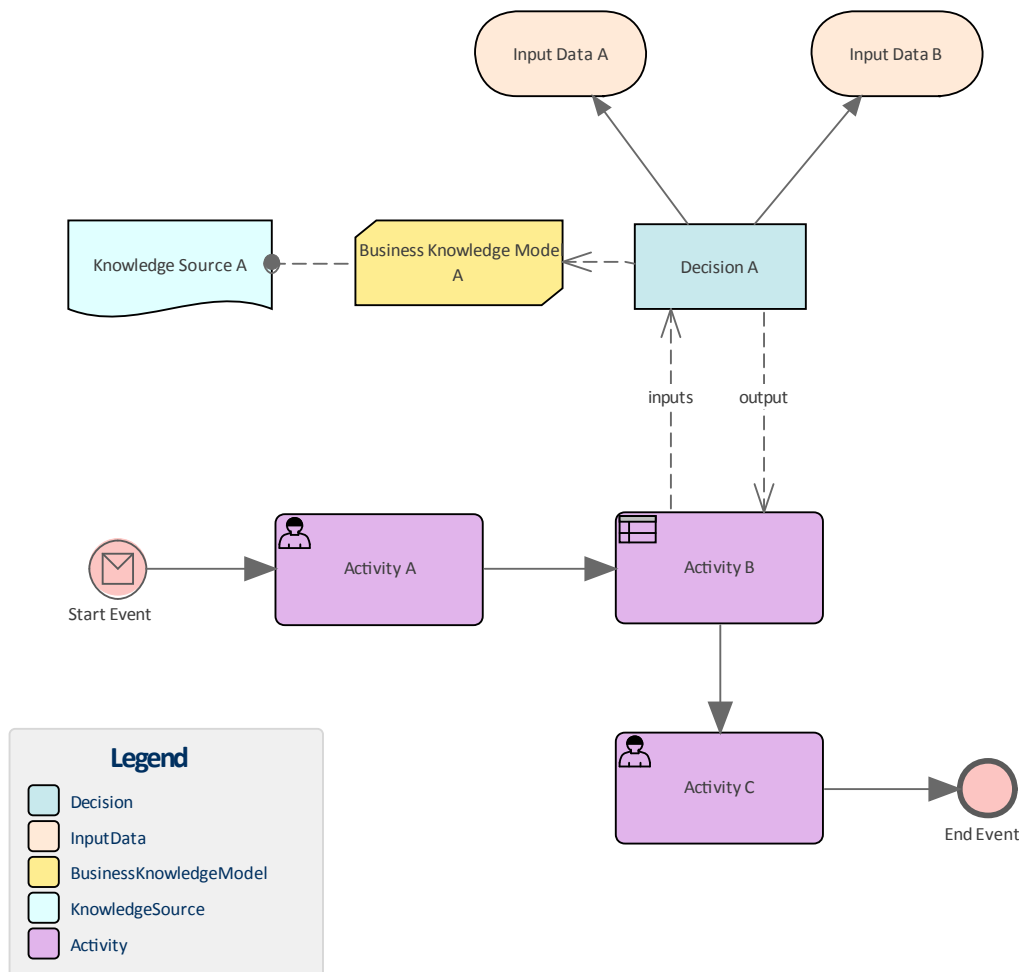 Input Data A
Input Data B
Knowledge Source A
Business Knowledge Mode
A
Decision A
inputs
output
Activity A
Activity B
Start Event
Activity C
End Event
Legend
Decision
InputData
BusinessKnowledgeModel
KnowledgeSource
Activity